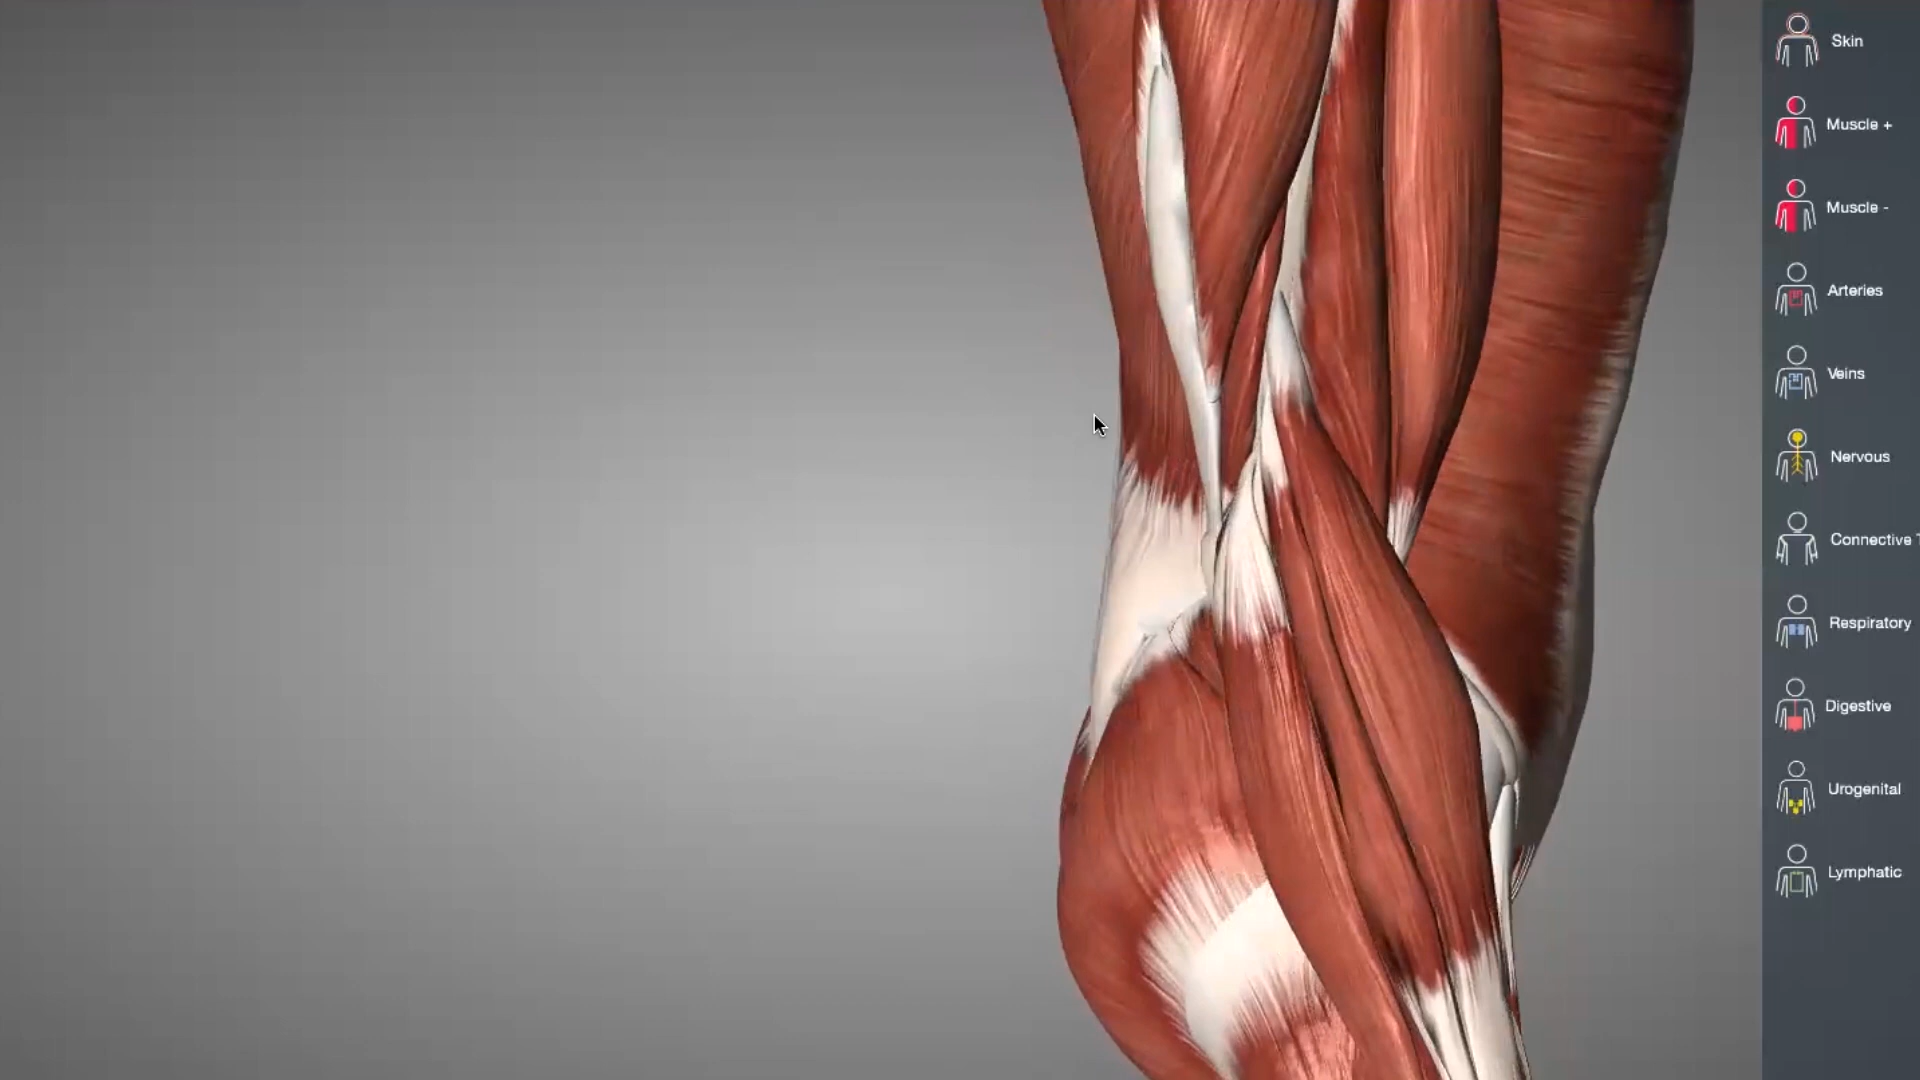 Skin
Muscle +
Muscle -
Arteries
Veins
Nervous
Connective
Respiratory
Digestive
Urogenital
Lymphatic